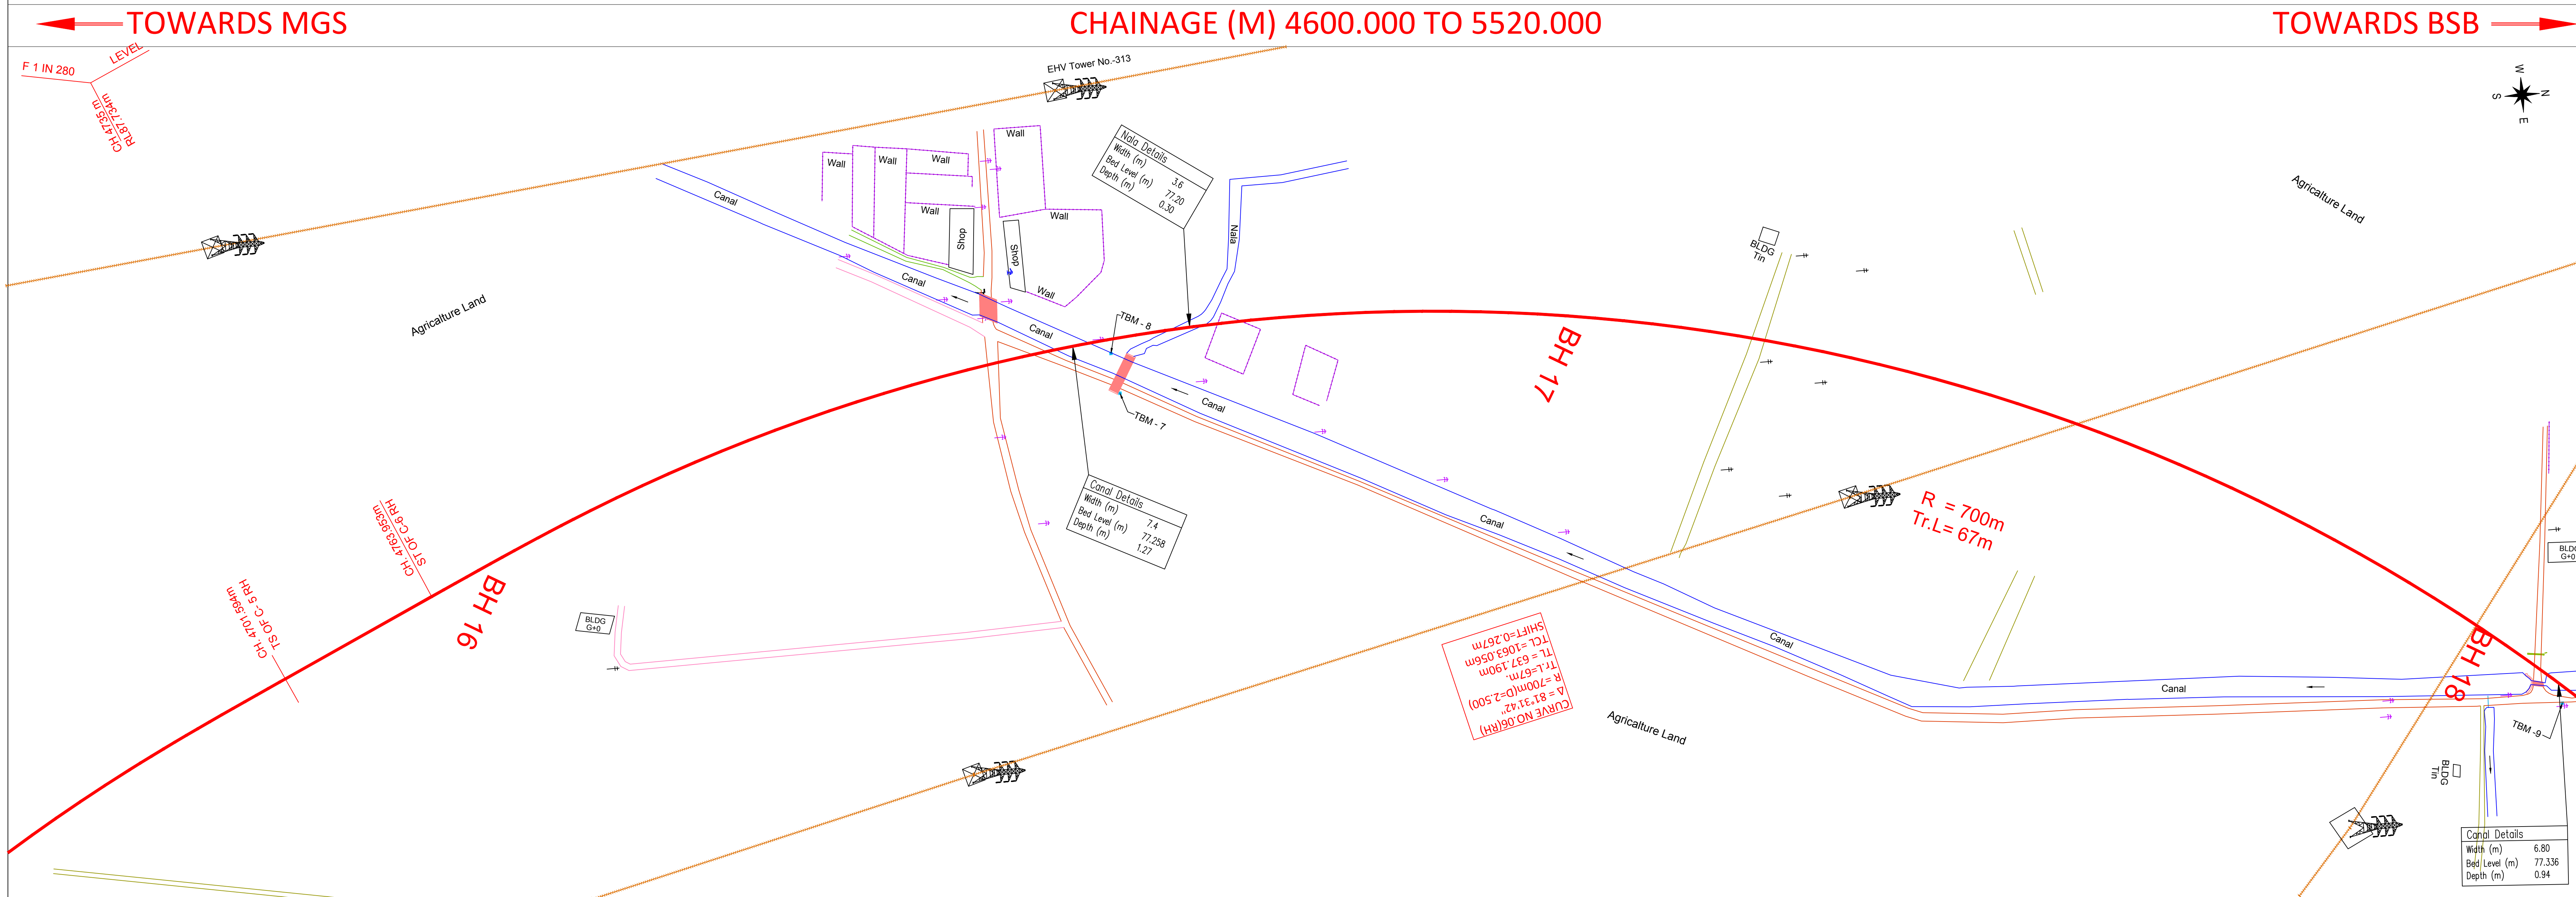 TOWARDS MGS
CHAINAGE (M) 4600.000 TO 5520.000
TOWARDS BSB
F 1 IN 280
LEVEL
CH.4735m
RL87.734m
EHV Tower No.-313
W
N
S
E
Wall
Wall
Wall
Wall
Wall
Wall
Wall
Shop
Shop
Nala Details
Width (m) 3.6
Bed Level (m) 77.20
Depth (m) 0.30
Nala
Canal
Canal
Canal
Canal
Canal
Canal
Canal
Agricalture Land
Agricalture Land
Agricalture Land
BLDG
Tin
TBM - 8
TBM - 7
BH 16
BH 17
BH 18
Canal Details
Width (m) 7.4
Bed Level (m) 77.258
Depth (m) 1.27
CH. 4763.953m
ST OF C-6 RH
CH. 4701.594m
TS OF C- 5 RH
BLDG
G+0
R = 700m
Tr.L= 67m
CURVE NO.06(RH)
Δ = 81°31'42"
R =700m(D=2.500)
Tr.L=67m.
TL = 637.190m
TCL =1063.056m
SHIFT=0.267m
BLDG
G+0
TBM -9
BLDG
Tin
Canal Details
Width (m) 6.80
Bed Level (m) 77.336
Depth (m) 0.94